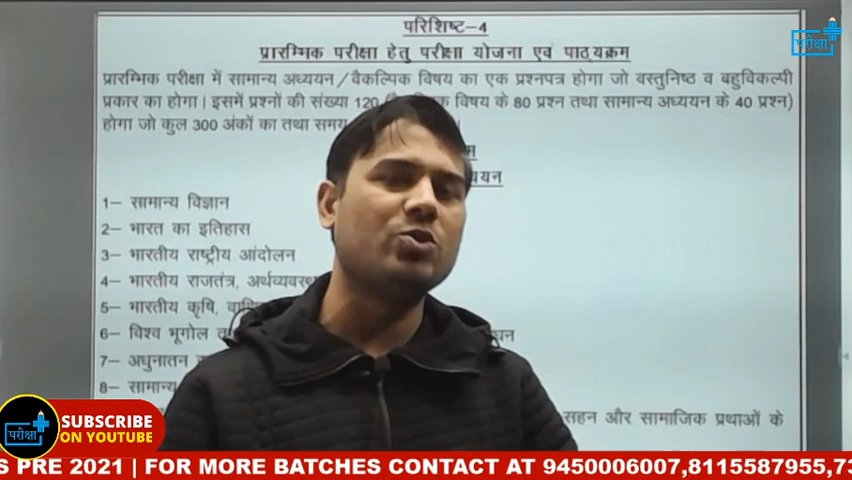 परिशिष्ट–4
प्रारम्भिक परीक्षा हेतु परीक्षा योजना एवं पाठ्यक्रम
प्रारम्भिक परीक्षा में सामान्य अध्ययन/वैकल्पिक विषय का एक प्रश्नपत्र होगा जो वस्तुनिष्ठ व बहुविकल्पी
प्रकार का होगा। इसमें प्रश्नों की संख्या 120 विषय के 80 प्रश्न तथा सामान्य अध्ययन के 40 प्रश्न)
होगा जो कुल 300 अंकों का तथा समय
1– सामान्य विज्ञान
2– भारत का इतिहास
3– भारतीय राष्ट्रीय आंदोलन
4– भारतीय राजतंत्र,
5– भारतीय कृषि,
6– विश्व भूगोल
7– अधुनातन
8– सामान्य
सहन और सामाजिक प्रथाओं के
परीक्षा
परीक्षा
SUBSCRIBE
ON YOUTUBE
S PRE 2021 | FOR MORE BATCHES CONTACT AT 9450006007,8115587955,73